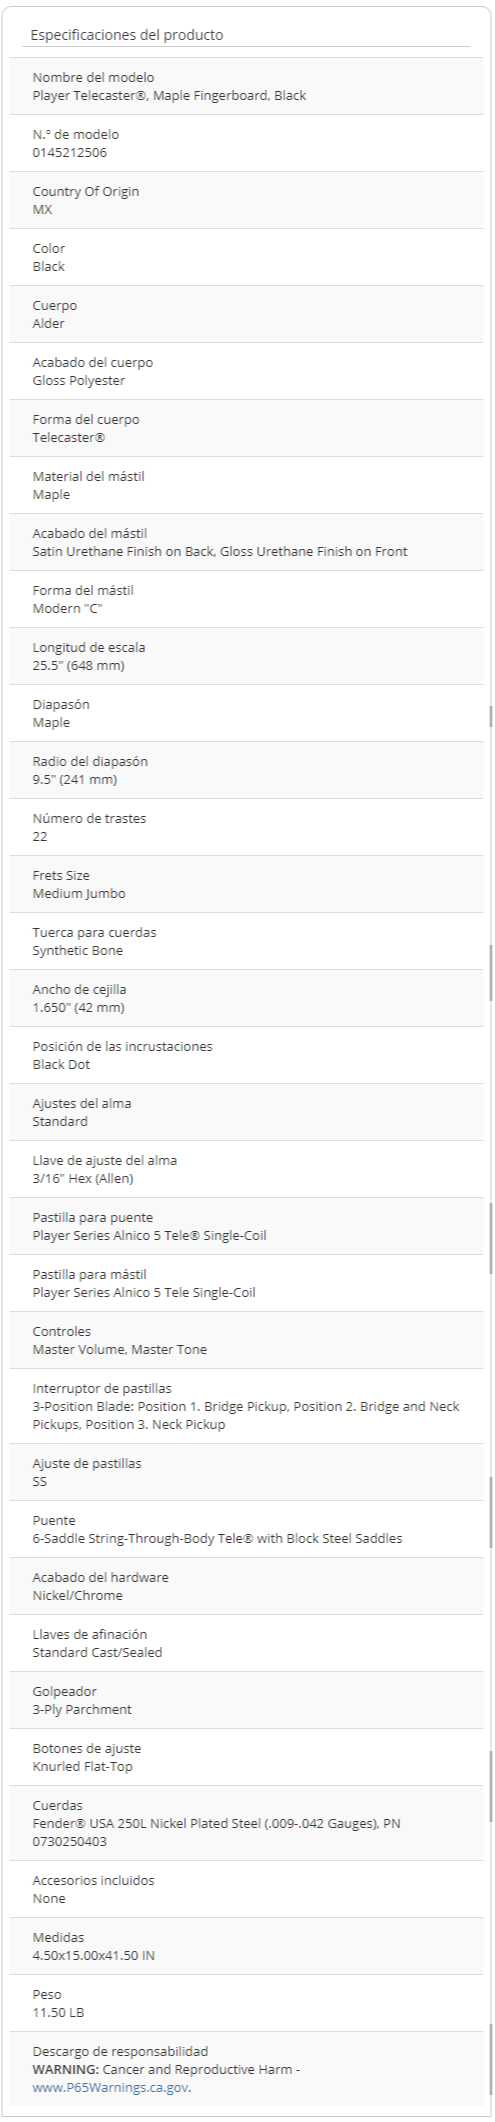 Especificaciones del producto
Nombre del modelo
Player Telecaster®, Maple Fingerboard, Black
N.º de modelo
0145212506
Country Of Origin
MX
Color
Black
Cuerpo
Alder
Acabado del cuerpo
Gloss Polyester
Forma del cuerpo
Telecaster®
Material del mástil
Maple
Acabado del mástil
Satin Urethane Finish on Back, Gloss Urethane Finish on Front
Forma del mástil
Modern "C"
Longitud de escala
25.5" (648 mm)
Diapasón
Maple
Radio del diapasón
9.5" (241 mm)
Número de trastes
22
Frets Size
Medium Jumbo
Tuerca para cuerdas
Synthetic Bone
Ancho de cejilla
1.650" (42 mm)
Posición de las incrustaciones
Black Dot
Ajustes del alma
Standard
Llave de ajuste del alma
3/16" Hex (Allen)
Pastilla para puente
Player Series Alnico 5 Tele® Single-Coil
Pastilla para mástil
Player Series Alnico 5 Tele Single-Coil
Controles
Master Volume, Master Tone
Interruptor de pastillas
3-Position Blade: Position 1. Bridge Pickup, Position 2. Bridge and Neck
Pickups, Position 3. Neck Pickup
Ajuste de pastillas
SS
Puente
6-Saddle String-Through-Body Tele® with Block Steel Saddles
Acabado del hardware
Nickel/Chrome
Llaves de afinación
Standard Cast/Sealed
Golpeador
3-Ply Parchment
Botones de ajuste
Knurled Flat-Top
Cuerdas
Fender® USA 250L Nickel Plated Steel (.009-.042 Gauges), PN
0730250403
Accesorios incluidos
None
Medidas
4.50x15.00x41.50 IN
Peso
11.50 LB
Descargo de responsabilidad
WARNING: Cancer and Reproductive Harm -
www.P65Warnings.ca.gov.